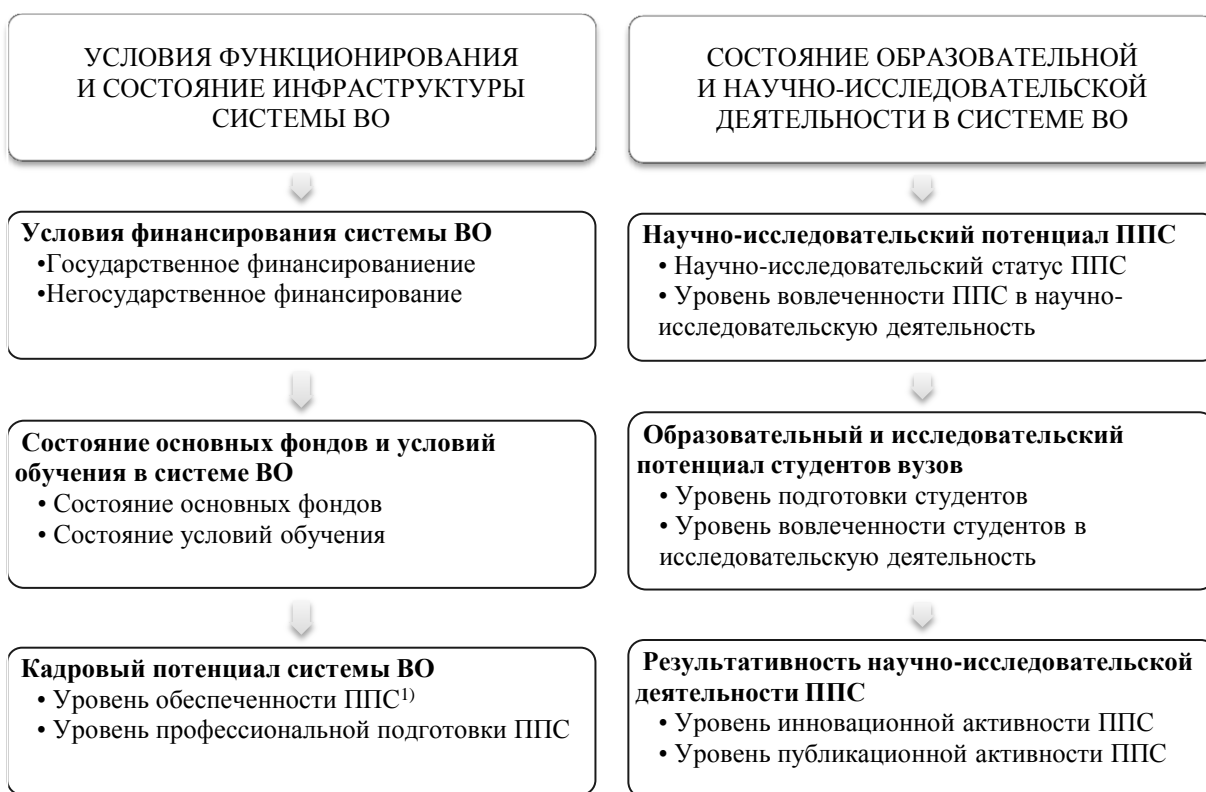 УСЛОВИЯ ФУНКЦИОНИРОВАНИЯ
И СОСТОЯНИЕ ИНФРАСТРУКТУРЫ
СИСТЕМЫ ВО
Условия финансирования системы ВО
•Государственное финансированиение
•Негосударственное финансирование
Состояние основных фондов и условий
обучения в системе ВО
• Состояние основных фондов
• Состояние условий обучения
Кадровый потенциал системы ВО
• Уровень обеспеченности ППС¹⁾
• Уровень профессиональной подготовки ППС
СОСТОЯНИЕ ОБРАЗОВАТЕЛЬНОЙ
И НАУЧНО-ИССЛЕДОВАТЕЛЬСКОЙ
ДЕЯТЕЛЬНОСТИ В СИСТЕМЕ ВО
Научно-исследовательский потенциал ППС
• Научно-исследовательский статус ППС
• Уровень вовлеченности ППС в научно-
исследовательскую деятельность
Образовательный и исследовательский
потенциал студентов вузов
• Уровень подготовки студентов
• Уровень вовлеченности студентов в
исследовательскую деятельность
Результативность научно-исследовательской
деятельности ППС
• Уровень инновационной активности ППС
• Уровень публикационной активности ППС